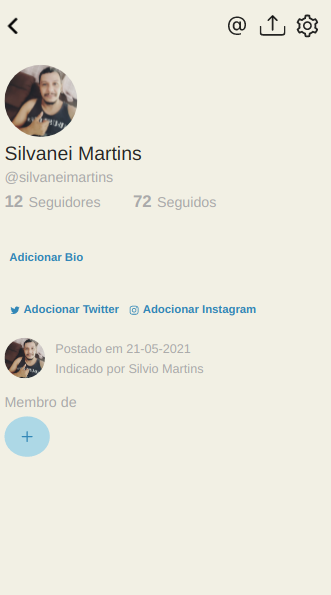 @
Silvanei Martins
@silvaneimartins
12 Seguidores 72 Seguidos
Adicionar Bio
Adocionar Twitter Adocionar Instagram
Postado em 21-05-2021
Indicado por Silvio Martins
Membro de
+